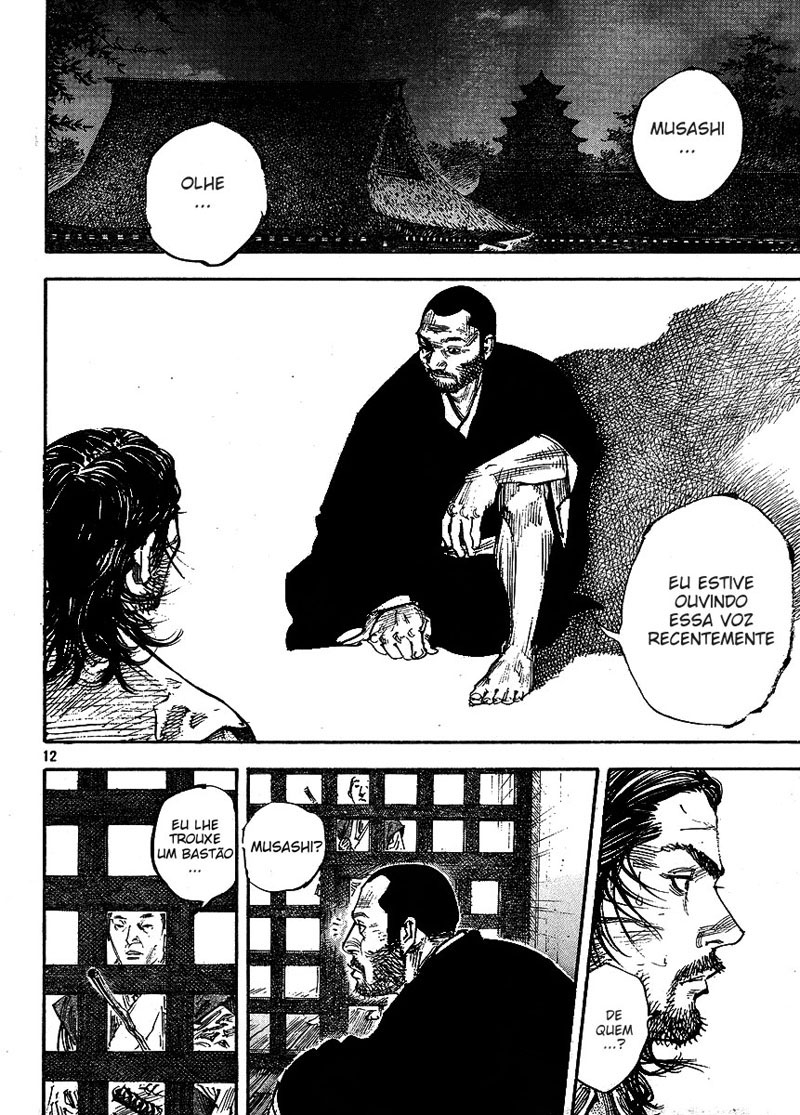 MUSASHI
...
OLHE
...
EU ESTIVE
OUVINDO
ESSA VOZ
RECENTEMENTE
12
DE
QUEM
...?
MUSASHI?
EU LHE
TROUXE
UM BASTÃO
...